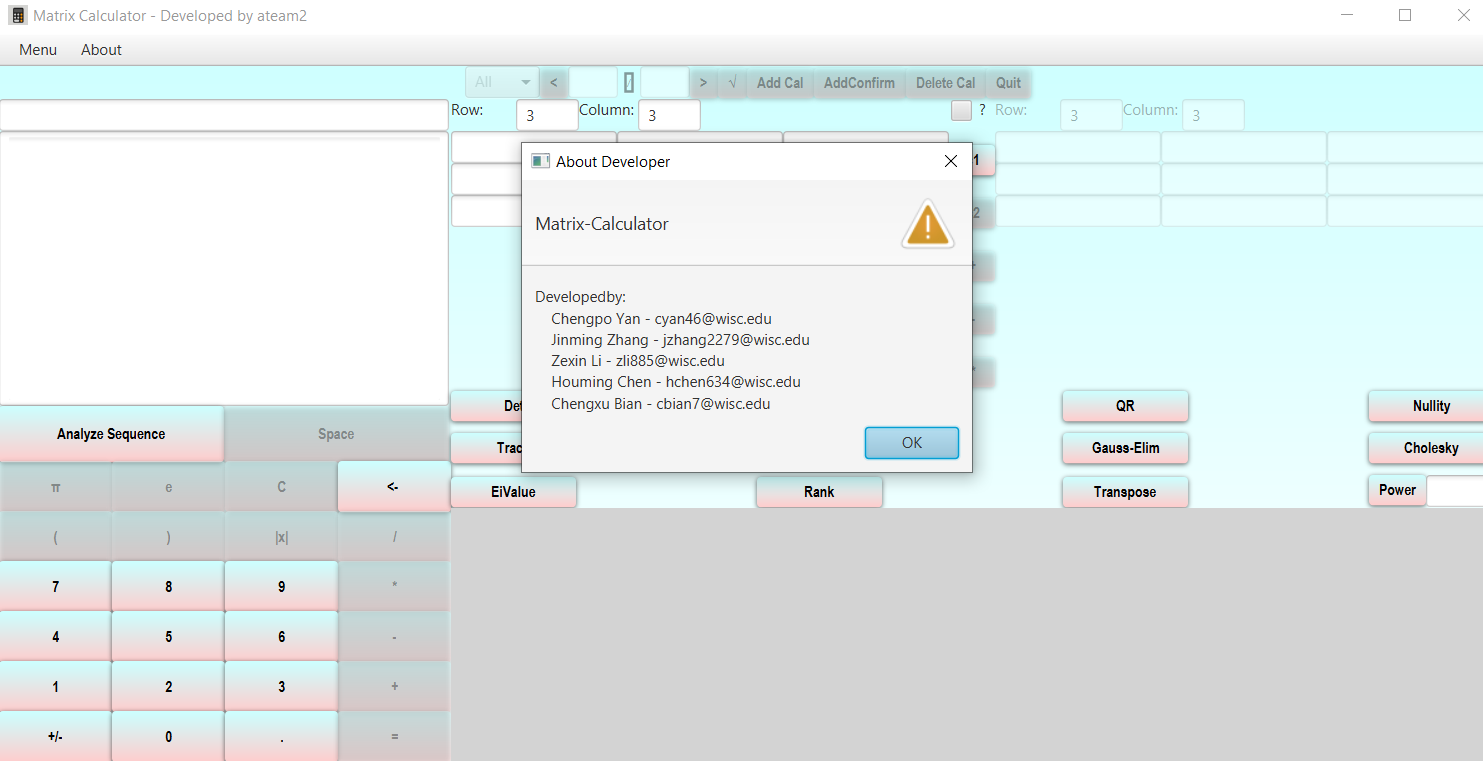 Matrix Calculator - Developed by ateam2
Menu About
All < / > √ Add Cal AddConfirm Delete Cal Quit
Row: 3 Column: 3 ? Row: 3 Column: 3
About Developer
1
Matrix-Calculator
2
Developedby:
Chengpo Yan - cyan46@wisc.edu
Jinming Zhang - jzhang2279@wisc.edu
Zexin Li - zli885@wisc.edu
Houming Chen - hchen634@wisc.edu
Chengxu Bian - cbian7@wisc.edu
OK
Det QR Nullity
Trac Gauss-Elim Cholesky
EiValue Rank Transpose Power
Analyze Sequence Space
π e C <-
( ) |x| /
7 8 9 *
4 5 6 -
1 2 3 +
+/- 0 . =